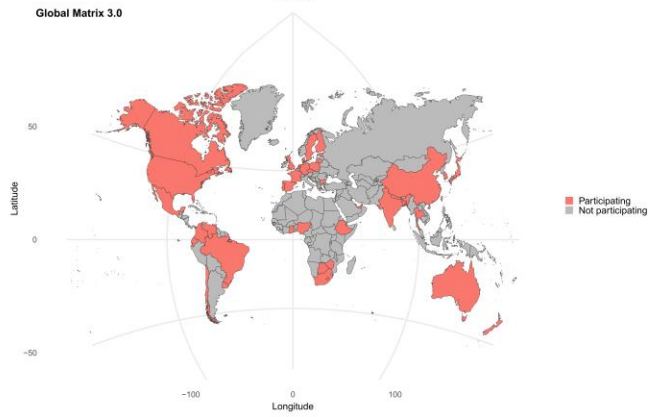 Global Matrix 3.0
50
0
−50
Latitude
−100
0
100
Longitude
Participating
Not participating